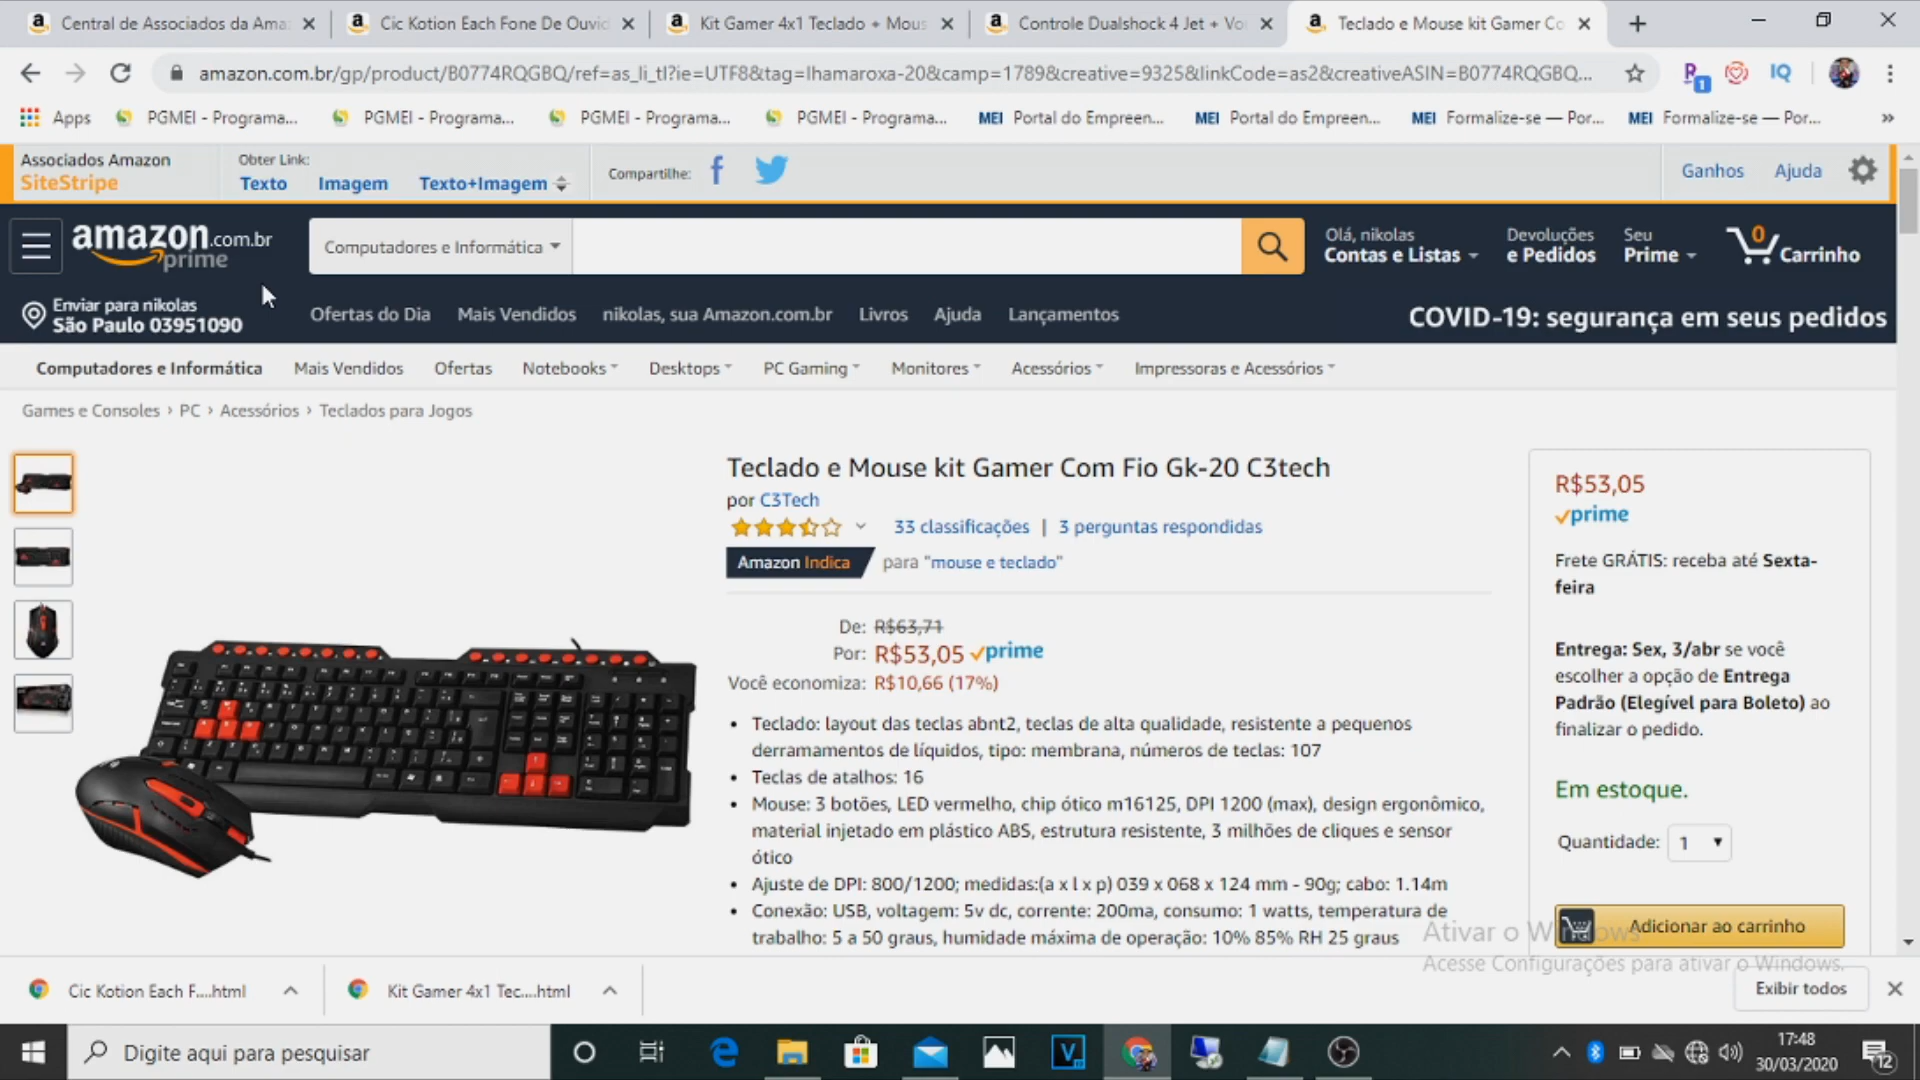 Central de Associados da Ama
Cic Kotion Each Fone De Ouvid
Kit Gamer 4x1 Teclado + Mous
Controle Dualshock 4 Jet + Vo
Teclado e Mouse kit Gamer Co
amazon.com.br/gp/product/B0774RQGBQ/ref=as_li_tl?ie=UTF8&tag=lhamaroxa-20&camp=1789&creative=9325&linkCode=as2&creativeASIN=B0774RQGBQ...
1
IQ
Apps
PGMEI - Programa...
PGMEI - Programa...
PGMEI - Programa...
PGMEI - Programa...
MEI Portal do Empreen...
MEI Portal do Empreen...
MEI Formalize-se — Por...
MEI Formalize-se — Por...
»
Associados Amazon
SiteStripe
Obter Link:
Texto Imagem Texto+Imagem
Compartilhe:
Ganhos Ajuda
amazon.com.br
prime
Computadores e Informática
Olá, nikolas
Contas e Listas
Devoluções
e Pedidos
Seu
Prime
0
Carrinho
Enviar para nikolas
São Paulo 03951090
Ofertas do Dia Mais Vendidos nikolas, sua Amazon.com.br Livros Ajuda Lançamentos
COVID-19: segurança em seus pedidos
Computadores e Informática Mais Vendidos Ofertas Notebooks Desktops PC Gaming Monitores Acessórios Impressoras e Acessórios
Games e Consoles › PC › Acessórios › Teclados para Jogos
Teclado e Mouse kit Gamer Com Fio Gk-20 C3tech
por C3Tech
33 classificações | 3 perguntas respondidas
Amazon Indica para "mouse e teclado"
De: R$63,71
Por: R$53,05 prime
Você economiza: R$10,66 (17%)
• Teclado: layout das teclas abnt2, teclas de alta qualidade, resistente a pequenos
derramamentos de líquidos, tipo: membrana, números de teclas: 107
• Teclas de atalhos: 16
• Mouse: 3 botões, LED vermelho, chip ótico m16125, DPI 1200 (max), design ergonômico,
material injetado em plástico ABS, estrutura resistente, 3 milhões de cliques e sensor
ótico
• Ajuste de DPI: 800/1200; medidas:(a x l x p) 039 x 068 x 124 mm - 90g; cabo: 1.14m
• Conexão: USB, voltagem: 5v dc, corrente: 200ma, consumo: 1 watts, temperatura de
trabalho: 5 a 50 graus, humidade máxima de operação: 10% 85% RH 25 graus
R$53,05
prime
Frete GRÁTIS: receba até Sexta-
feira
Entrega: Sex, 3/abr se você
escolher a opção de Entrega
Padrão (Elegível para Boleto) ao
finalizar o pedido.
Em estoque.
Quantidade: 1
Adicionar ao carrinho
Ativar o Windows
Acesse Configurações para ativar o Windows.
Cic Kotion Each F....html
Kit Gamer 4x1 Tec....html
Exibir todos
Digite aqui para pesquisar
17:48
30/03/2020
12